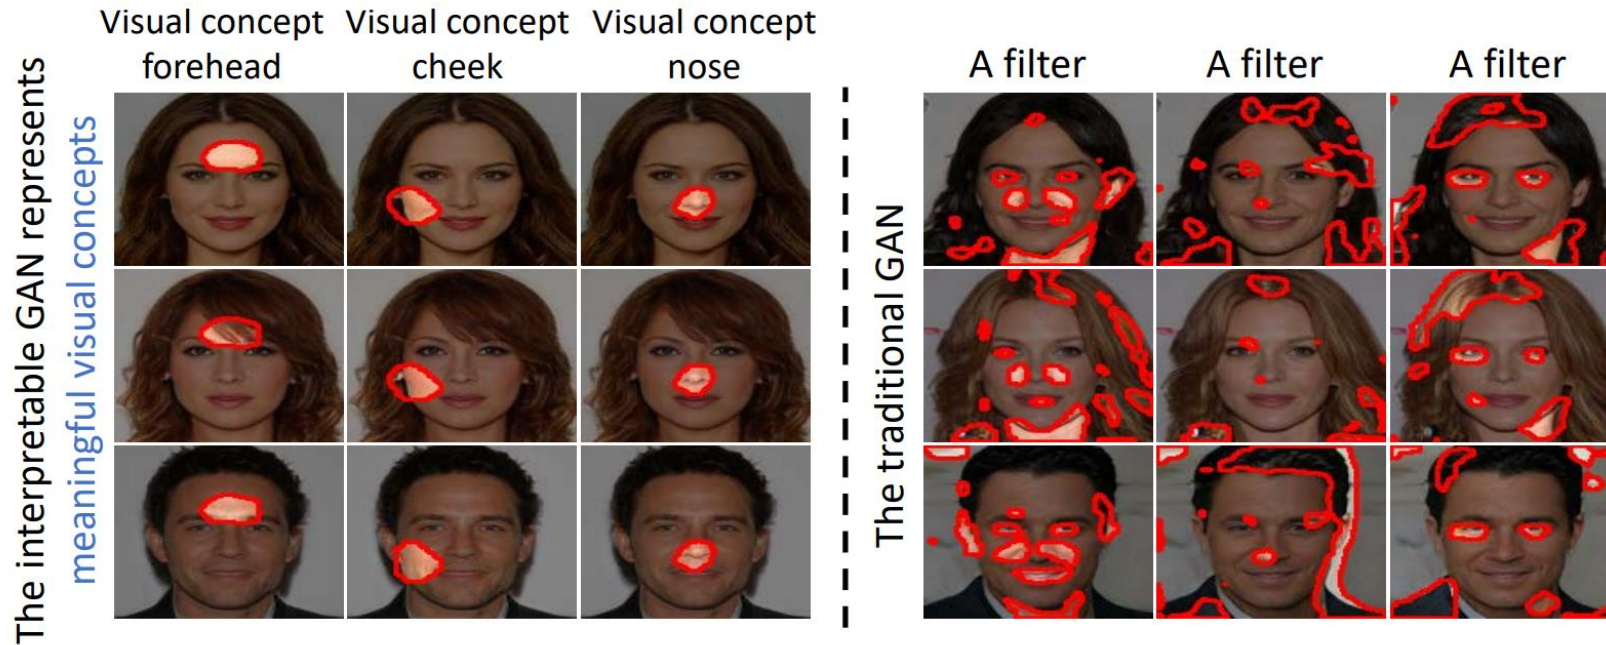 The interpretable GAN represents
meaningful visual concepts
Visual concept
forehead
Visual concept
cheek
Visual concept
nose
The traditional GAN
A filter
A filter
A filter